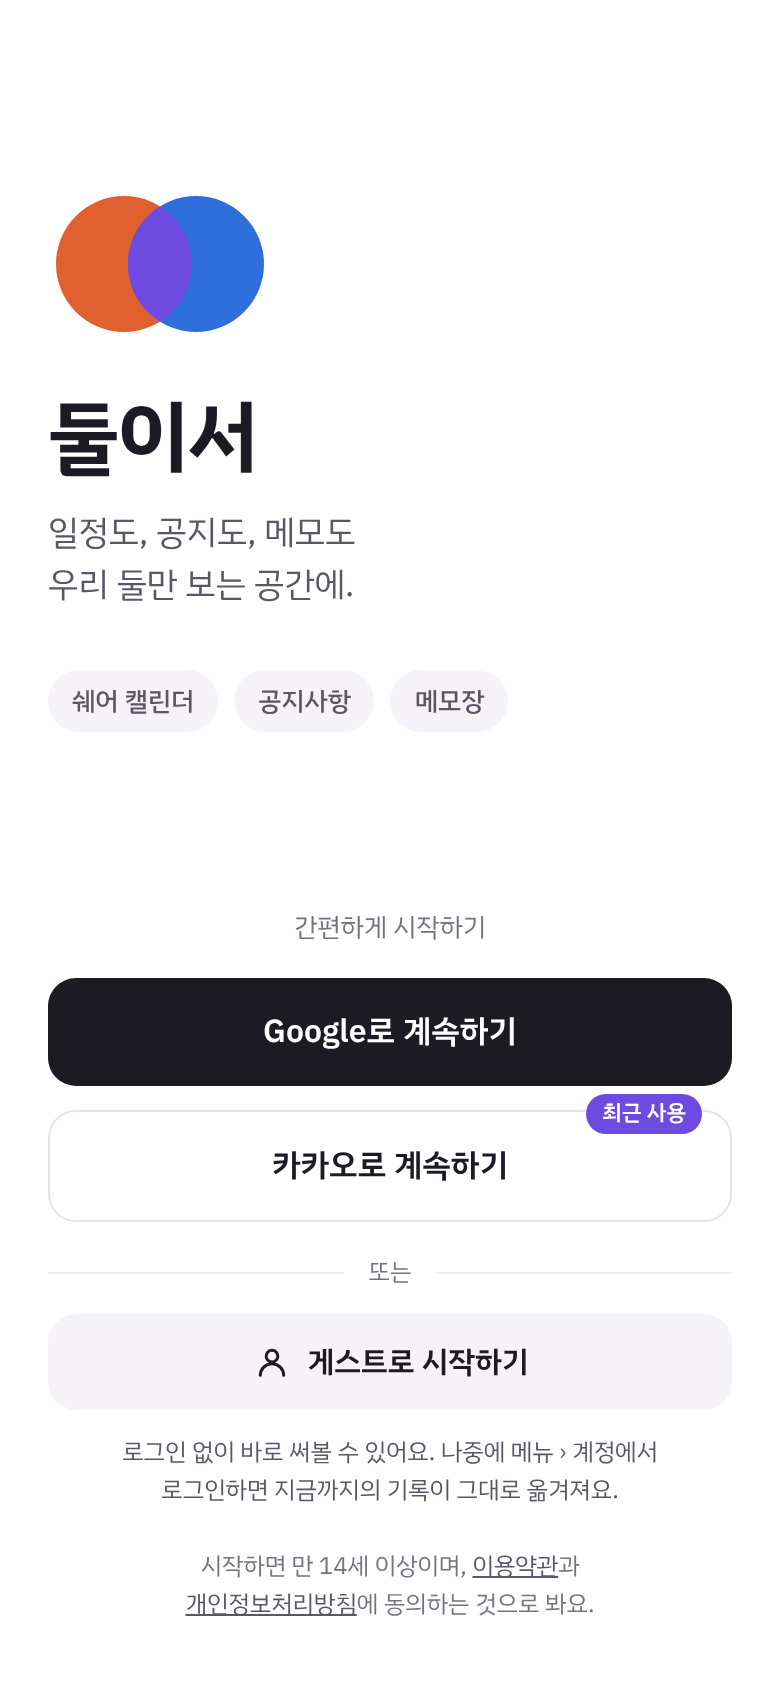 둘이서
일정도, 공지도, 메모도
우리 둘만 보는 공간에.
쉐어 캘린더 공지사항 메모장
간편하게 시작하기
Google로 계속하기
최근 사용
카카오로 계속하기
또는
게스트로 시작하기
로그인 없이 바로 써볼 수 있어요. 나중에 메뉴 › 계정에서
로그인하면 지금까지의 기록이 그대로 옮겨져요.
시작하면 만 14세 이상이며, 이용약관과
개인정보처리방침에 동의하는 것으로 봐요.